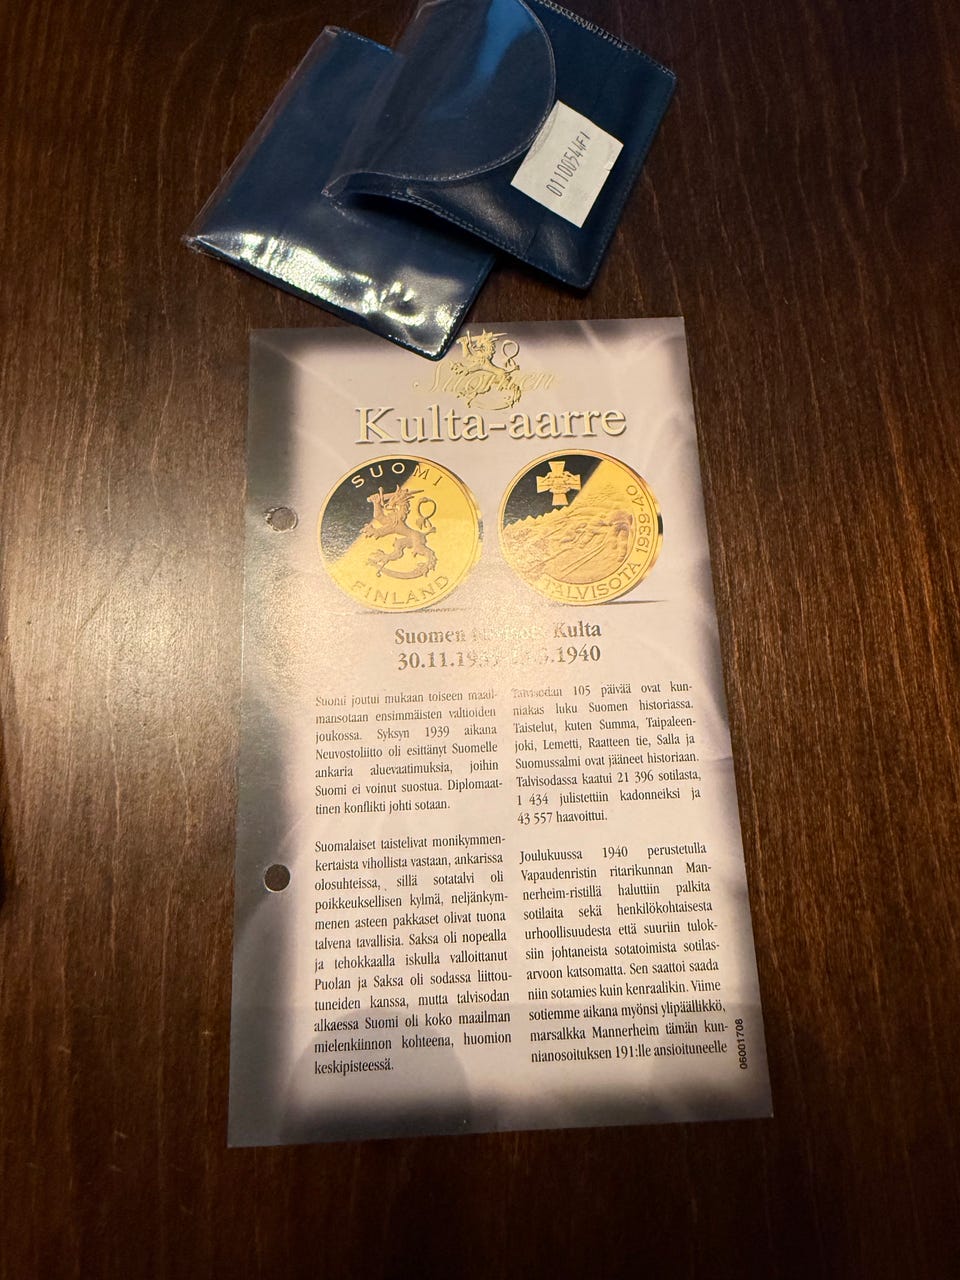 01100544FI
Suomen
Kulta-aarre
SUOMI
FINLAND
TALVISOTA 1939-40
Suomen Kulta
30.11.19 .1940
Suomi joutui mukaan toiseen maail-
mansotaan ensimmäisten valtioiden
joukossa. Syksyn 1939 aikana
Neuvostoliitto oli esittänyt Suomelle
ankaria aluevaatimuksia, joihin
Suomi ei voinut suostua. Diplomaat-
tinen konflikti johti sotaan.
Suomalaiset taistelivat monikymmen-
kertaista vihollista vastaan, ankarissa
olosuhteissa, sillä sotatalvi oli
poikkeuksellisen kylmä, neljänkym-
menen asteen pakkaset olivat tuona
talvena tavallisia. Saksa oli nopealla
ja tehokkaalla iskulla valloittanut
Puolan ja Saksa oli sodassa liittou-
tuneiden kanssa, mutta talvisodan
alkaessa Suomi oli koko maailman
mielenkiinnon kohteena, huomion
keskipisteessä.
Talvisodan 105 päivää ovat kun-
niakas luku Suomen historiassa.
Taistelut, kuten Summa, Taipaleen-
joki, Lemetti, Raatteen tie, Salla ja
Suomussalmi ovat jääneet historiaan.
Talvisodassa kaatui 21 396 sotilasta,
1 434 julistettiin kadonneiksi ja
43 557 haavoittui.
Joulukuussa 1940 perustetulla
Vapaudenristin ritarikunnan Man-
nerheim-ristillä haluttiin palkita
sotilaita sekä henkilökohtaisesta
urhoollisuudesta että suuriin tulok-
siin johtaneista sotatoimista sotilas-
arvoon katsomatta. Sen saattoi saada
niin sotamies kuin kenraalikin. Viime
sotiemme aikana myönsi ylipäällikkö,
marsalkka Mannerheim tämän kun-
nianosoituksen 191:lle ansioituneelle
06001708